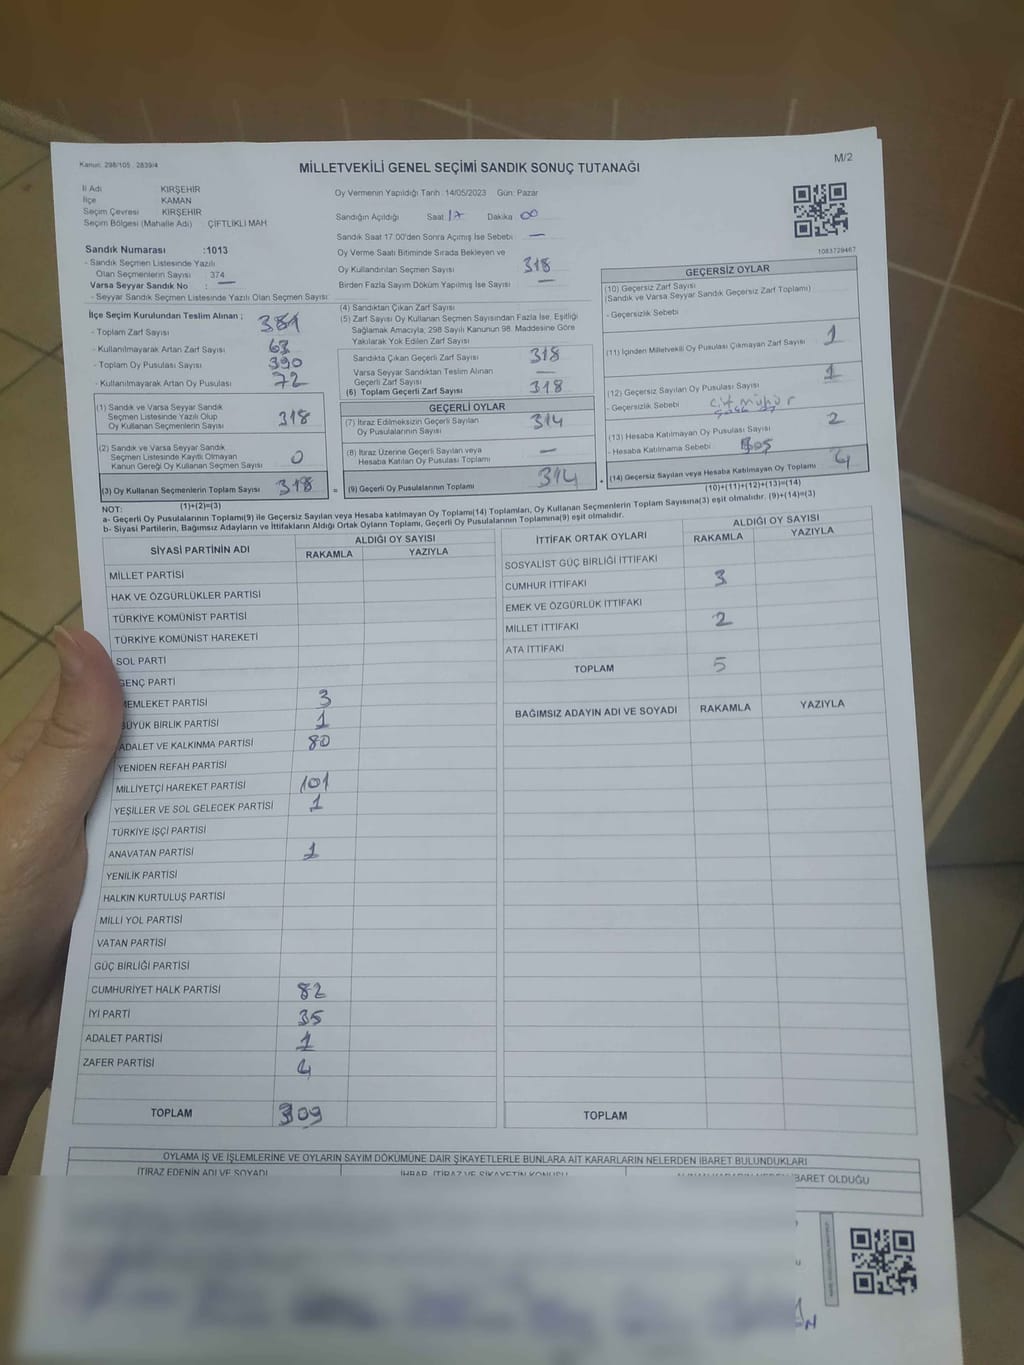 Kanun: 298/105 , 2839/4
MİLLETVEKİLİ GENEL SEÇİMİ SANDIK SONUÇ TUTANAĞI
M/2
İl Adı KIRŞEHİR
İlçe KAMAN
Seçim Çevresi KIRŞEHİR
Seçim Bölgesi (Mahalle Adı) ÇİFTLİKLİ MAH
Sandık Numarası :1013
- Sandık Seçmen Listesinde Yazılı
Olan Seçmenlerin Sayısı : 374
Varsa Seyyar Sandık No : —
- Seyyar Sandık Seçmen Listesinde Yazılı Olan Seçmen Sayısı:
İlçe Seçim Kurulundan Teslim Alınan ;
- Toplam Zarf Sayısı 381
- Kullanılmayarak Artan Zarf Sayısı 63
- Toplam Oy Pusulası Sayısı 390
- Kullanılmayarak Artan Oy Pusulası 72
(1) Sandık ve Varsa Seyyar Sandık
Seçmen Listesinde Yazılı Olup
Oy Kullanan Seçmenlerin Sayısı 318
(2) Sandık ve Varsa Seyyar Sandık
Seçmen Listesinde Kayıtlı Olmayan
Kanun Gereği Oy Kullanan Seçmen Sayısı 0
(3) Oy Kullanan Seçmenlerin Toplam Sayısı 318
(1)+(2)=(3)
Oy Vermenin Yapıldığı Tarih :14/05/2023 Gün: Pazar
Sandığın Açıldığı Saat 17 Dakika 00
Sandık Saat 17:00'den Sonra Açılmış İse Sebebi —
Oy Verme Saati Bitiminde Sırada Bekleyen ve
Oy Kullandırılan Seçmen Sayısı 318
Birden Fazla Sayım Döküm Yapılmış İse Sayısı —
(4) Sandıktan Çıkan Zarf Sayısı
(5) Zarf Sayısı Oy Kullanan Seçmen Sayısından Fazla İse, Eşitliği
Sağlamak Amacıyla; 298 Sayılı Kanunun 98. Maddesine Göre
Yakılarak Yok Edilen Zarf Sayısı
Sandıkta Çıkan Geçerli Zarf Sayısı 318
Varsa Seyyar Sandıktan Teslim Alınan
Geçerli Zarf Sayısı —
(6) Toplam Geçerli Zarf Sayısı 318
GEÇERLİ OYLAR
(7) İtiraz Edilmeksizin Geçerli Sayılan
Oy Pusulalarının Sayısı 314
(8) İtiraz Üzerine Geçerli Sayılan veya
Hesaba Katılan Oy Pusulası Toplamı —
= (9) Geçerli Oy Pusulalarının Toplamı 314 +
1083729467
GEÇERSİZ OYLAR
(10) Geçersiz Zarf Sayısı
(Sandık ve Varsa Seyyar Sandık Geçersiz Zarf Toplamı)
- Geçersizlik Sebebi
(11) İçinden Milletvekili Oy Pusulası Çıkmayan Zarf Sayısı 1
(12) Geçersiz Sayılan Oy Pusulası Sayısı 1
- Geçersizlik Sebebi çift mühür
(13) Hesaba Katılmayan Oy Pusulası Sayısı 2
- Hesaba Katılmama Sebebi Boş
(14) Geçersiz Sayılan veya Hesaba Katılmayan Oy Toplamı 4
(10)+(11)+(12)+(13)=(14)
NOT:
a- Geçerli Oy Pusulalarının Toplamı(9) ile Geçersiz Sayılan veya Hesaba katılmayan Oy Toplamı(14) Toplamları, Oy Kullanan Seçmenlerin Toplam Sayısına(3) eşit olmalıdır. (9)+(14)=(3)
b- Siyasi Partilerin, Bağımsız Adayların ve İttifakların Aldığı Ortak Oyların Toplamı, Geçerli Oy Pusulalarının Toplamına(9) eşit olmalıdır.
SİYASİ PARTİNİN ADI ALDIĞI OY SAYISI
RAKAMLA YAZIYLA
MİLLET PARTİSİ
HAK VE ÖZGÜRLÜKLER PARTİSİ
TÜRKİYE KOMÜNİST PARTİSİ
TÜRKİYE KOMÜNİST HAREKETİ
SOL PARTİ
GENÇ PARTİ
MEMLEKET PARTİSİ 3
BÜYÜK BİRLİK PARTİSİ 1
ADALET VE KALKINMA PARTİSİ 80
YENİDEN REFAH PARTİSİ
MİLLİYETÇİ HAREKET PARTİSİ 101
YEŞİLLER VE SOL GELECEK PARTİSİ 1
TÜRKİYE İŞÇİ PARTİSİ
ANAVATAN PARTİSİ 1
YENİLİK PARTİSİ
HALKIN KURTULUŞ PARTİSİ
MİLLİ YOL PARTİSİ
VATAN PARTİSİ
GÜÇ BİRLİĞİ PARTİSİ
CUMHURİYET HALK PARTİSİ 82
İYİ PARTİ 35
ADALET PARTİSİ 1
ZAFER PARTİSİ 4
TOPLAM 309
İTTİFAK ORTAK OYLARI ALDIĞI OY SAYISI
RAKAMLA YAZIYLA
SOSYALİST GÜÇ BİRLİĞİ İTTİFAKI
CUMHUR İTTİFAKI 3
EMEK VE ÖZGÜRLÜK İTTİFAKI
MİLLET İTTİFAKI 2
ATA İTTİFAKI
TOPLAM 5
BAĞIMSIZ ADAYIN ADI VE SOYADI RAKAMLA YAZIYLA
TOPLAM
OYLAMA İŞ VE İŞLEMLERİNE VE OYLARIN SAYIM DÖKÜMÜNE DAİR ŞİKAYETLERLE BUNLARA AİT KARARLARIN NELERDEN İBARET BULUNDUKLARI
İTİRAZ EDENİN ADI VE SOYADI İHBAR, İTİRAZ VE ŞİKAYETİN KONUSU İBARET OLDUĞU